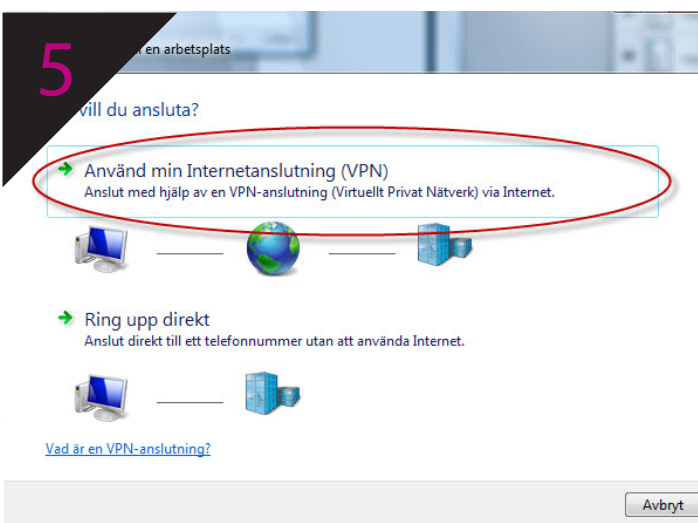 5
en arbetsplats
vill du ansluta?
Använd min Internetanslutning (VPN)
Anslut med hjälp av en VPN-anslutning (Virtuellt Privat Nätverk) via Internet.
Ring upp direkt
Anslut direkt till ett telefonnummer utan att använda Internet.
Vad är en VPN-anslutning?
Avbryt